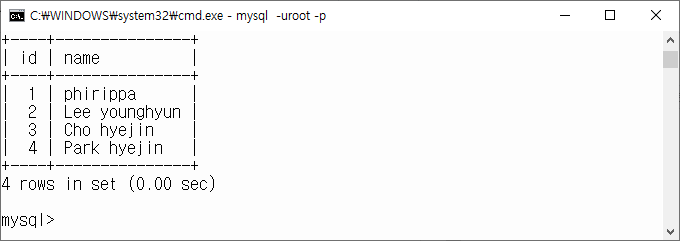 C:₩WINDOWS₩system32₩cmd.exe - mysql  -uroot -p
+----+---------------+
| id | name          |
+----+---------------+
|  1 | phirippa      |
|  2 | Lee younghyun |
|  3 | Cho hyejin    |
|  4 | Park hyejin   |
+----+---------------+
4 rows in set (0.00 sec)
mysql>